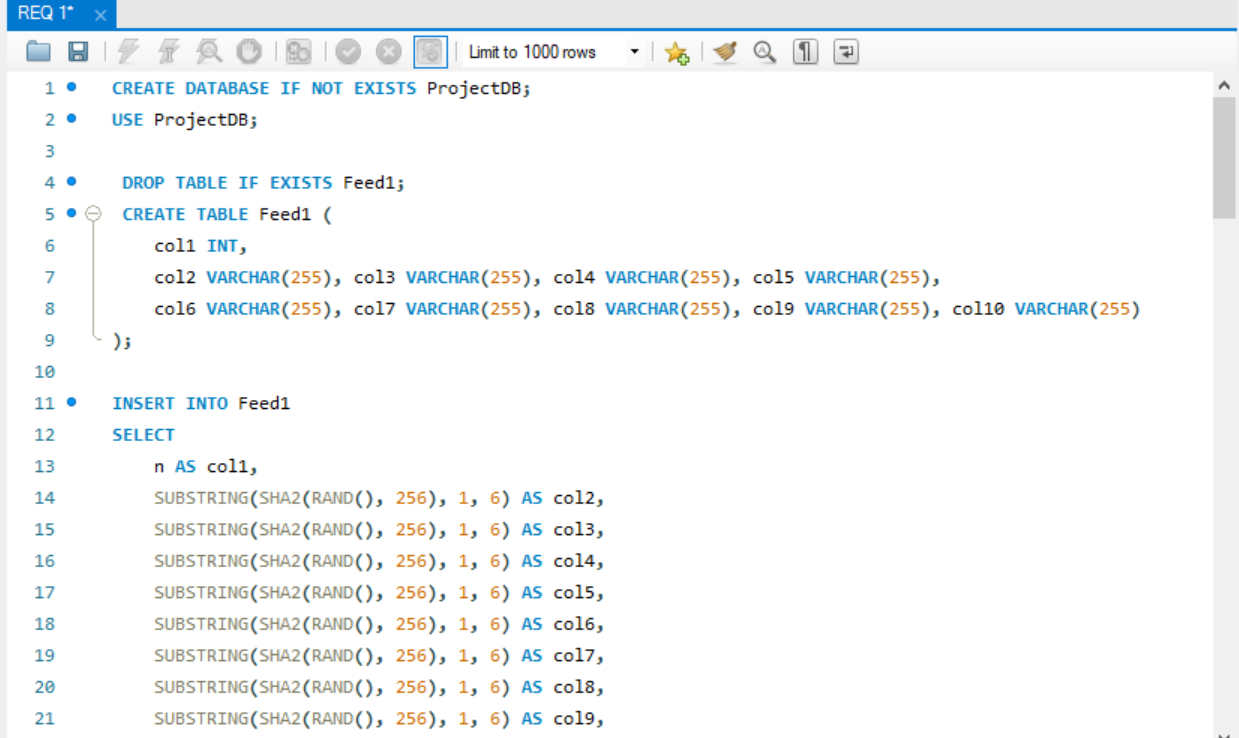 REQ 1* ×
Limit to 1000 rows
1 CREATE DATABASE IF NOT EXISTS ProjectDB;
2 USE ProjectDB;
3
4 DROP TABLE IF EXISTS Feed1;
5 CREATE TABLE Feed1 (
6 col1 INT,
7 col2 VARCHAR(255), col3 VARCHAR(255), col4 VARCHAR(255), col5 VARCHAR(255),
8 col6 VARCHAR(255), col7 VARCHAR(255), col8 VARCHAR(255), col9 VARCHAR(255), col10 VARCHAR(255)
9 );
10
11 INSERT INTO Feed1
12 SELECT
13 n AS col1,
14 SUBSTRING(SHA2(RAND(), 256), 1, 6) AS col2,
15 SUBSTRING(SHA2(RAND(), 256), 1, 6) AS col3,
16 SUBSTRING(SHA2(RAND(), 256), 1, 6) AS col4,
17 SUBSTRING(SHA2(RAND(), 256), 1, 6) AS col5,
18 SUBSTRING(SHA2(RAND(), 256), 1, 6) AS col6,
19 SUBSTRING(SHA2(RAND(), 256), 1, 6) AS col7,
20 SUBSTRING(SHA2(RAND(), 256), 1, 6) AS col8,
21 SUBSTRING(SHA2(RAND(), 256), 1, 6) AS col9,